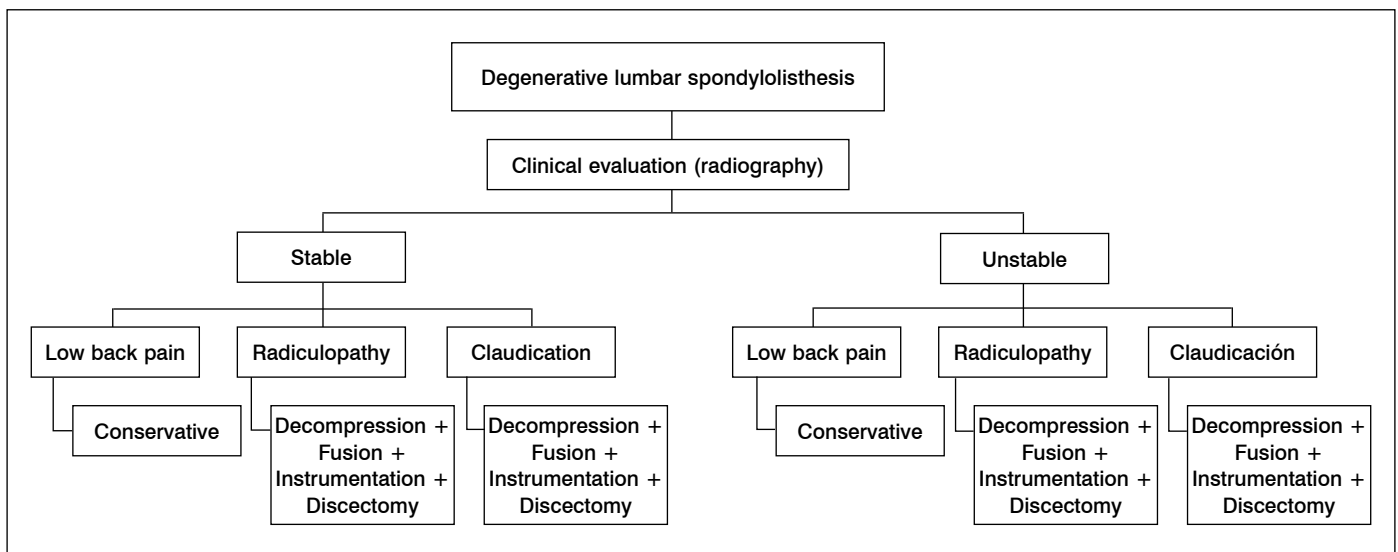 Degenerative lumbar spondylolisthesis
Clinical evaluation (radiography)
Stable
Unstable
Low back pain
Radiculopathy
Claudication
Low back pain
Radiculopathy
Claudicación
Conservative
Decompression +
Fusion +
Instrumentation +
Discectomy
Decompression +
Fusion +
Instrumentation +
Discectomy
Conservative
Decompression +
Fusion +
Instrumentation +
Discectomy
Decompression +
Fusion +
Instrumentation +
Discectomy